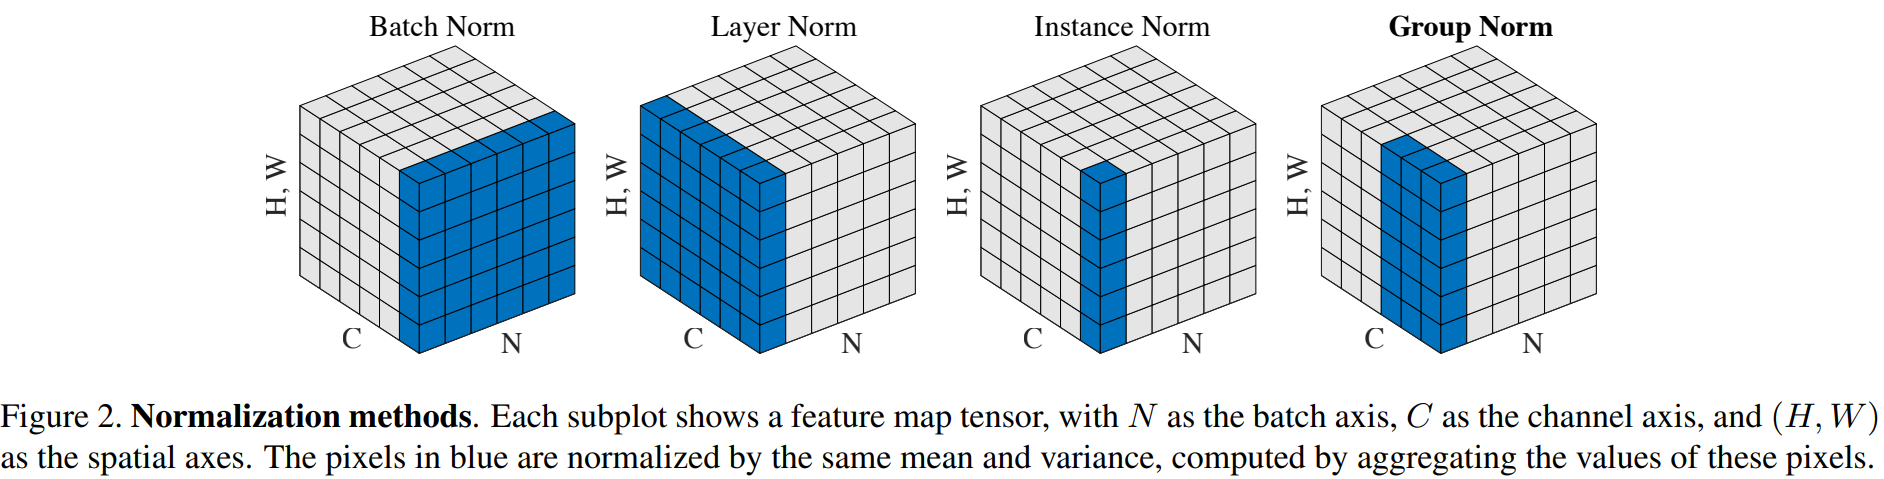 Batch Norm
Layer Norm
Instance Norm
Group Norm
H, W
C
N
H, W
C
N
H, W
C
N
H, W
C
N
Figure 2. Normalization methods. Each subplot shows a feature map tensor, with N as the batch axis, C as the channel axis, and (H, W)
as the spatial axes. The pixels in blue are normalized by the same mean and variance, computed by aggregating the values of these pixels.